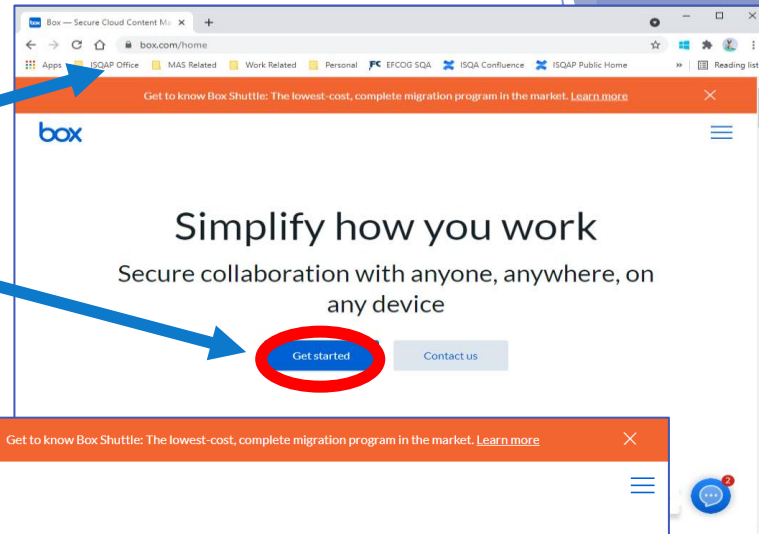 box Box — Secure Cloud Content Ma
box.com/home
Apps ISQAP Office MAS Related Work Related Personal FC EFCOG SQA ISQA Confluence ISQAP Public Home » Reading list
Get to know Box Shuttle: The lowest-cost, complete migration program in the market. Learn more
box
Simplify how you work
Secure collaboration with anyone, anywhere, on
any device
Get started Contact us
Get to know Box Shuttle: The lowest-cost, complete migration program in the market. Learn more
2